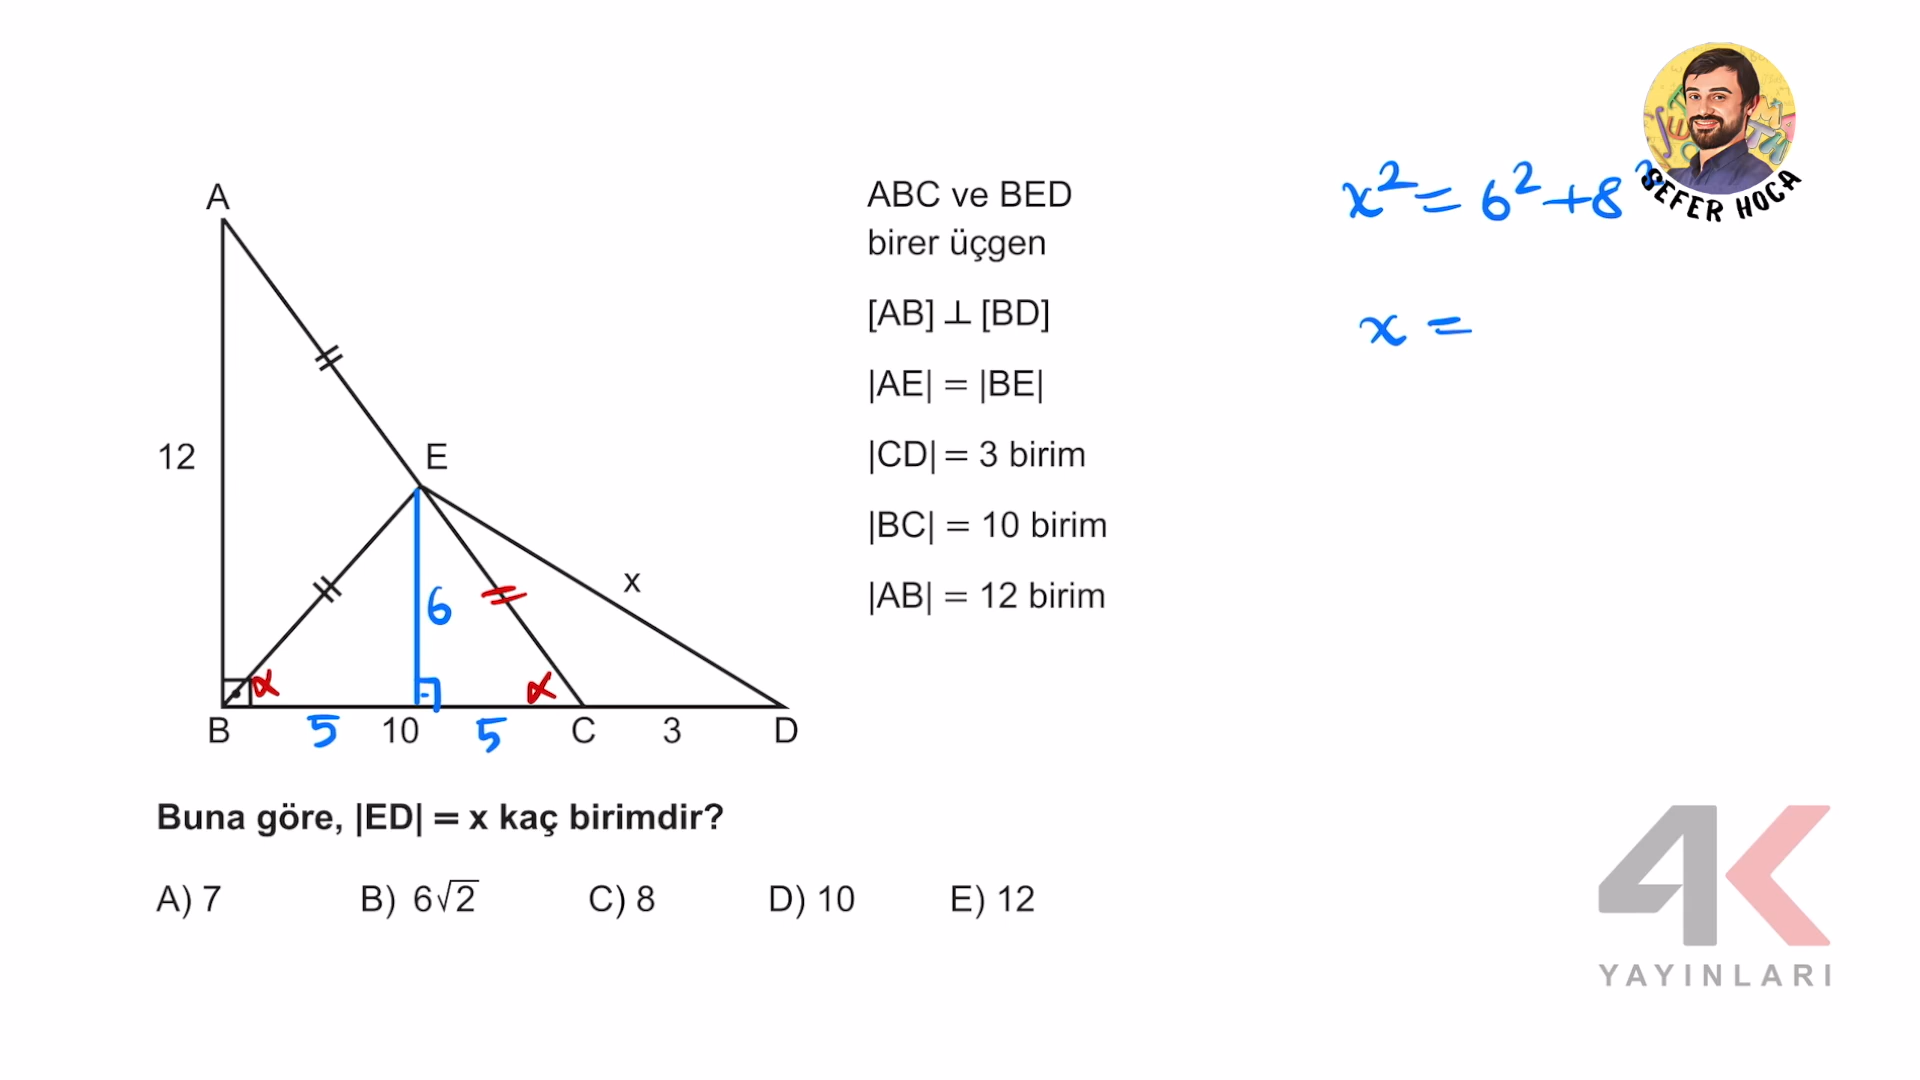 A
12
E
x
6
α
α
B
5
10
5
C
3
D
ABC ve BED
birer üçgen
[AB] ⊥ [BD]
|AE| = |BE|
|CD| = 3 birim
|BC| = 10 birim
|AB| = 12 birim
x² = 6² + 8²
x =
SEFER HOCA
Buna göre, |ED| = x kaç birimdir?
A) 7 B) 6√2 C) 8 D) 10 E) 12
4K
YAYINLARI